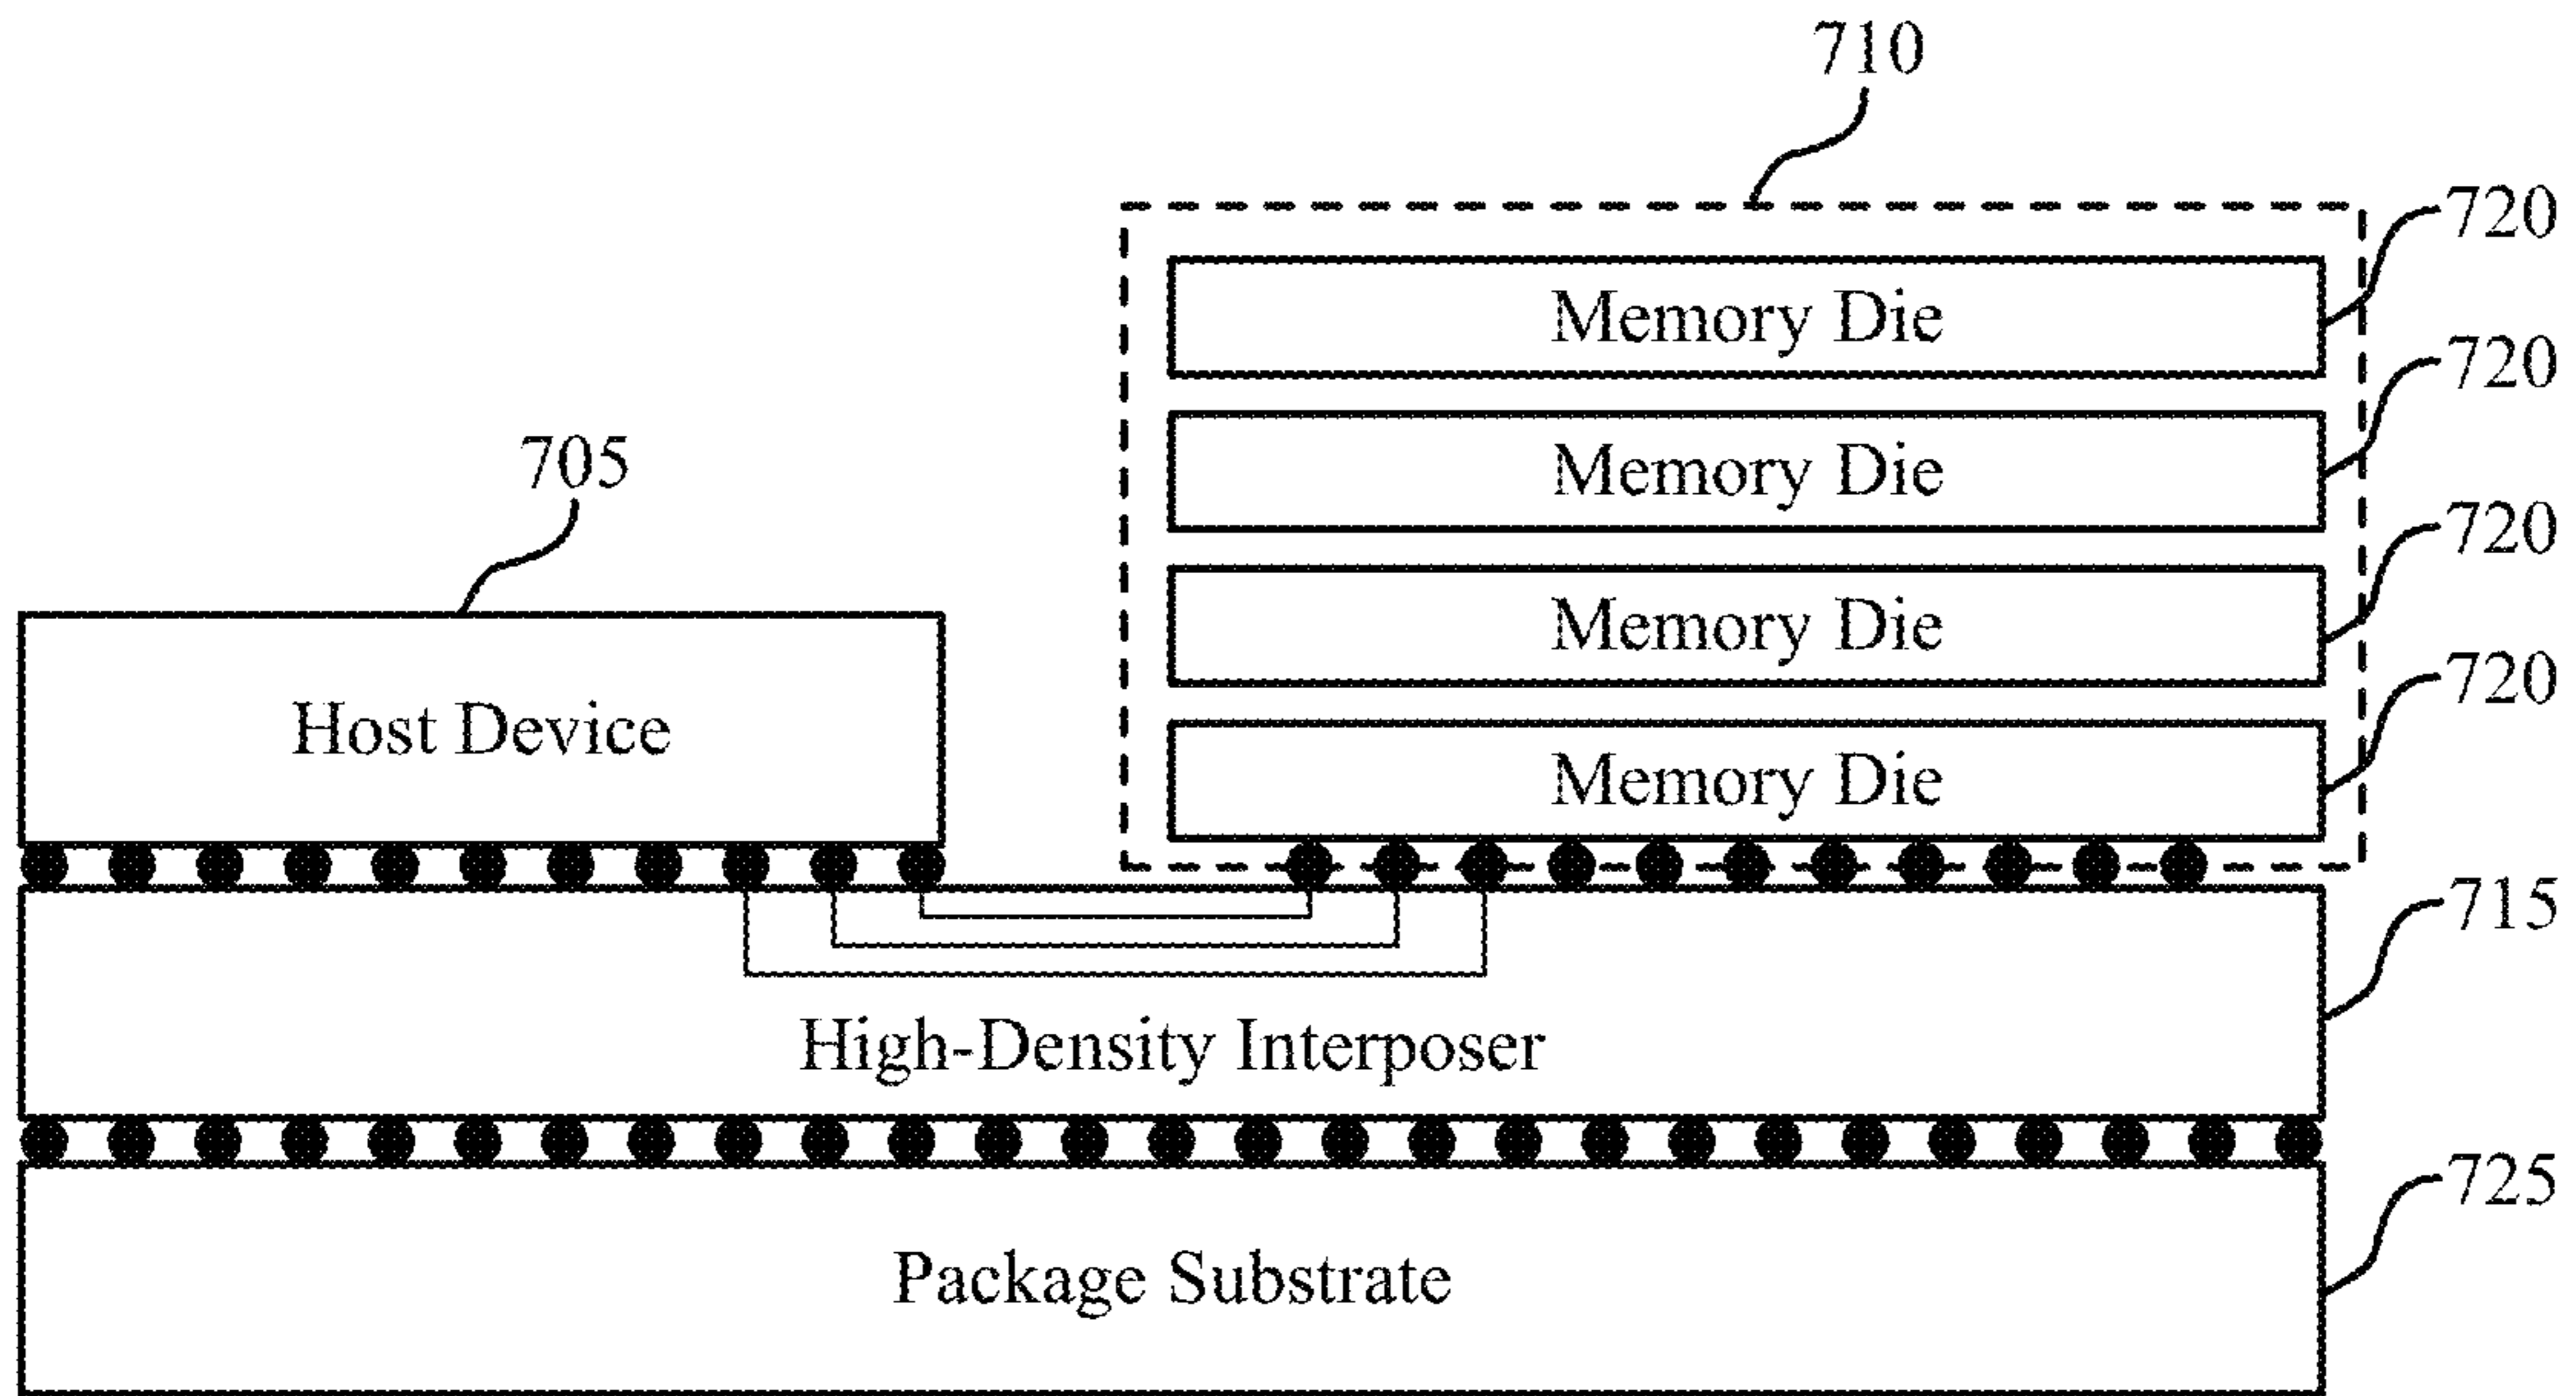 710
720
Memory Die
720
Memory Die
705
720
Memory Die
720
Host Device
Memory Die
715
High-Density Interposer
725
Package Substrate